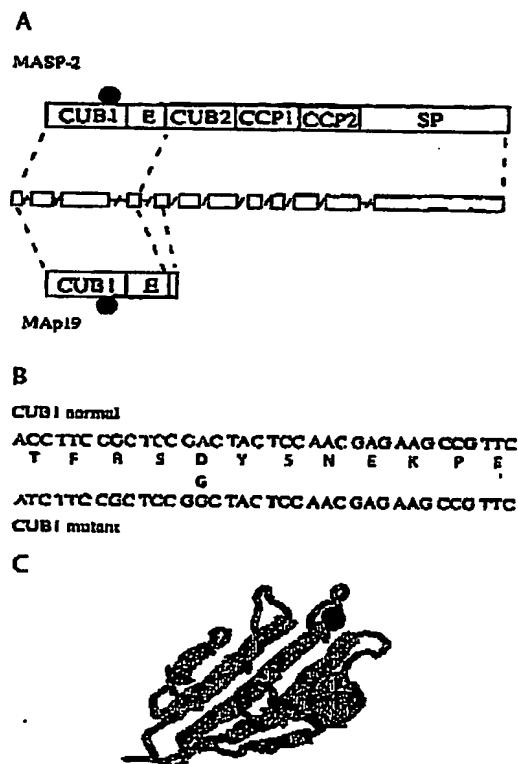 A
MASP-2
CUB1 E CUB2 CCP1 CCP2 SP
CUB1 E
MAp19
B
CUB1 normal
ACC TTC CGC TCC GAC TAC TCC AAC GAG AAG CCG TTC
T F R S D Y S N E K P F
G
ATC TTC CGC TCC GGC TAC TCC AAC GAG AAG CCG TTC
CUB1 mutant
C